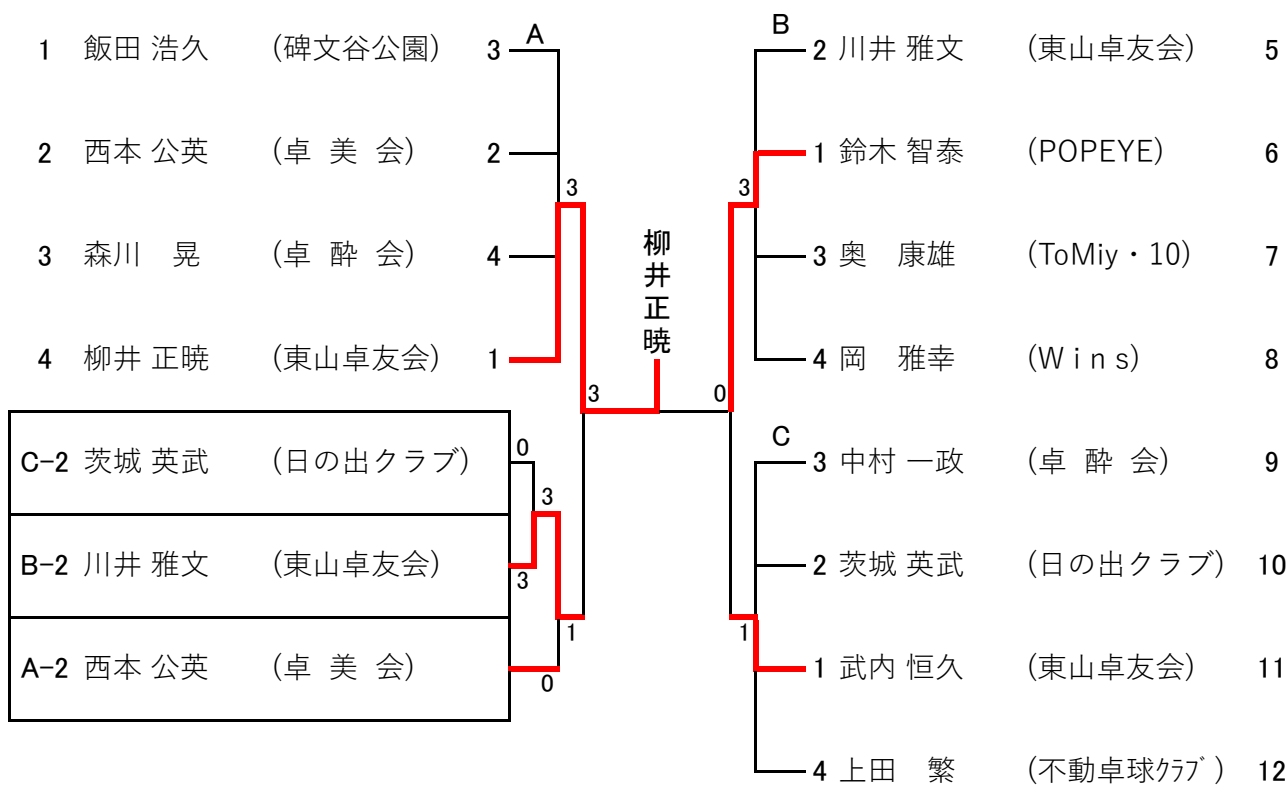 A
1 飯田 浩久 (碑文谷公園) 3
2 西本 公英 (卓 美 会) 2
3
3 森川 晃 (卓 酔 会) 4
4 柳井 正暁 (東山卓友会) 1
3
C-2 茨城 英武 (日の出クラブ) 0
3
B-2 川井 雅文 (東山卓友会) 3
1
A-2 西本 公英 (卓 美 会) 0
柳井正暁
B
2 川井 雅文 (東山卓友会) 5
1 鈴木 智泰 (POPEYE) 6
3
3 奥 康雄 (ToMiy・10) 7
4 岡 雅幸 (Wins) 8
0
C
3 中村 一政 (卓 酔 会) 9
2 茨城 英武 (日の出クラブ) 10
1
1 武内 恒久 (東山卓友会) 11
4 上田 繁 (不動卓球ｸﾗﾌﾞ) 12